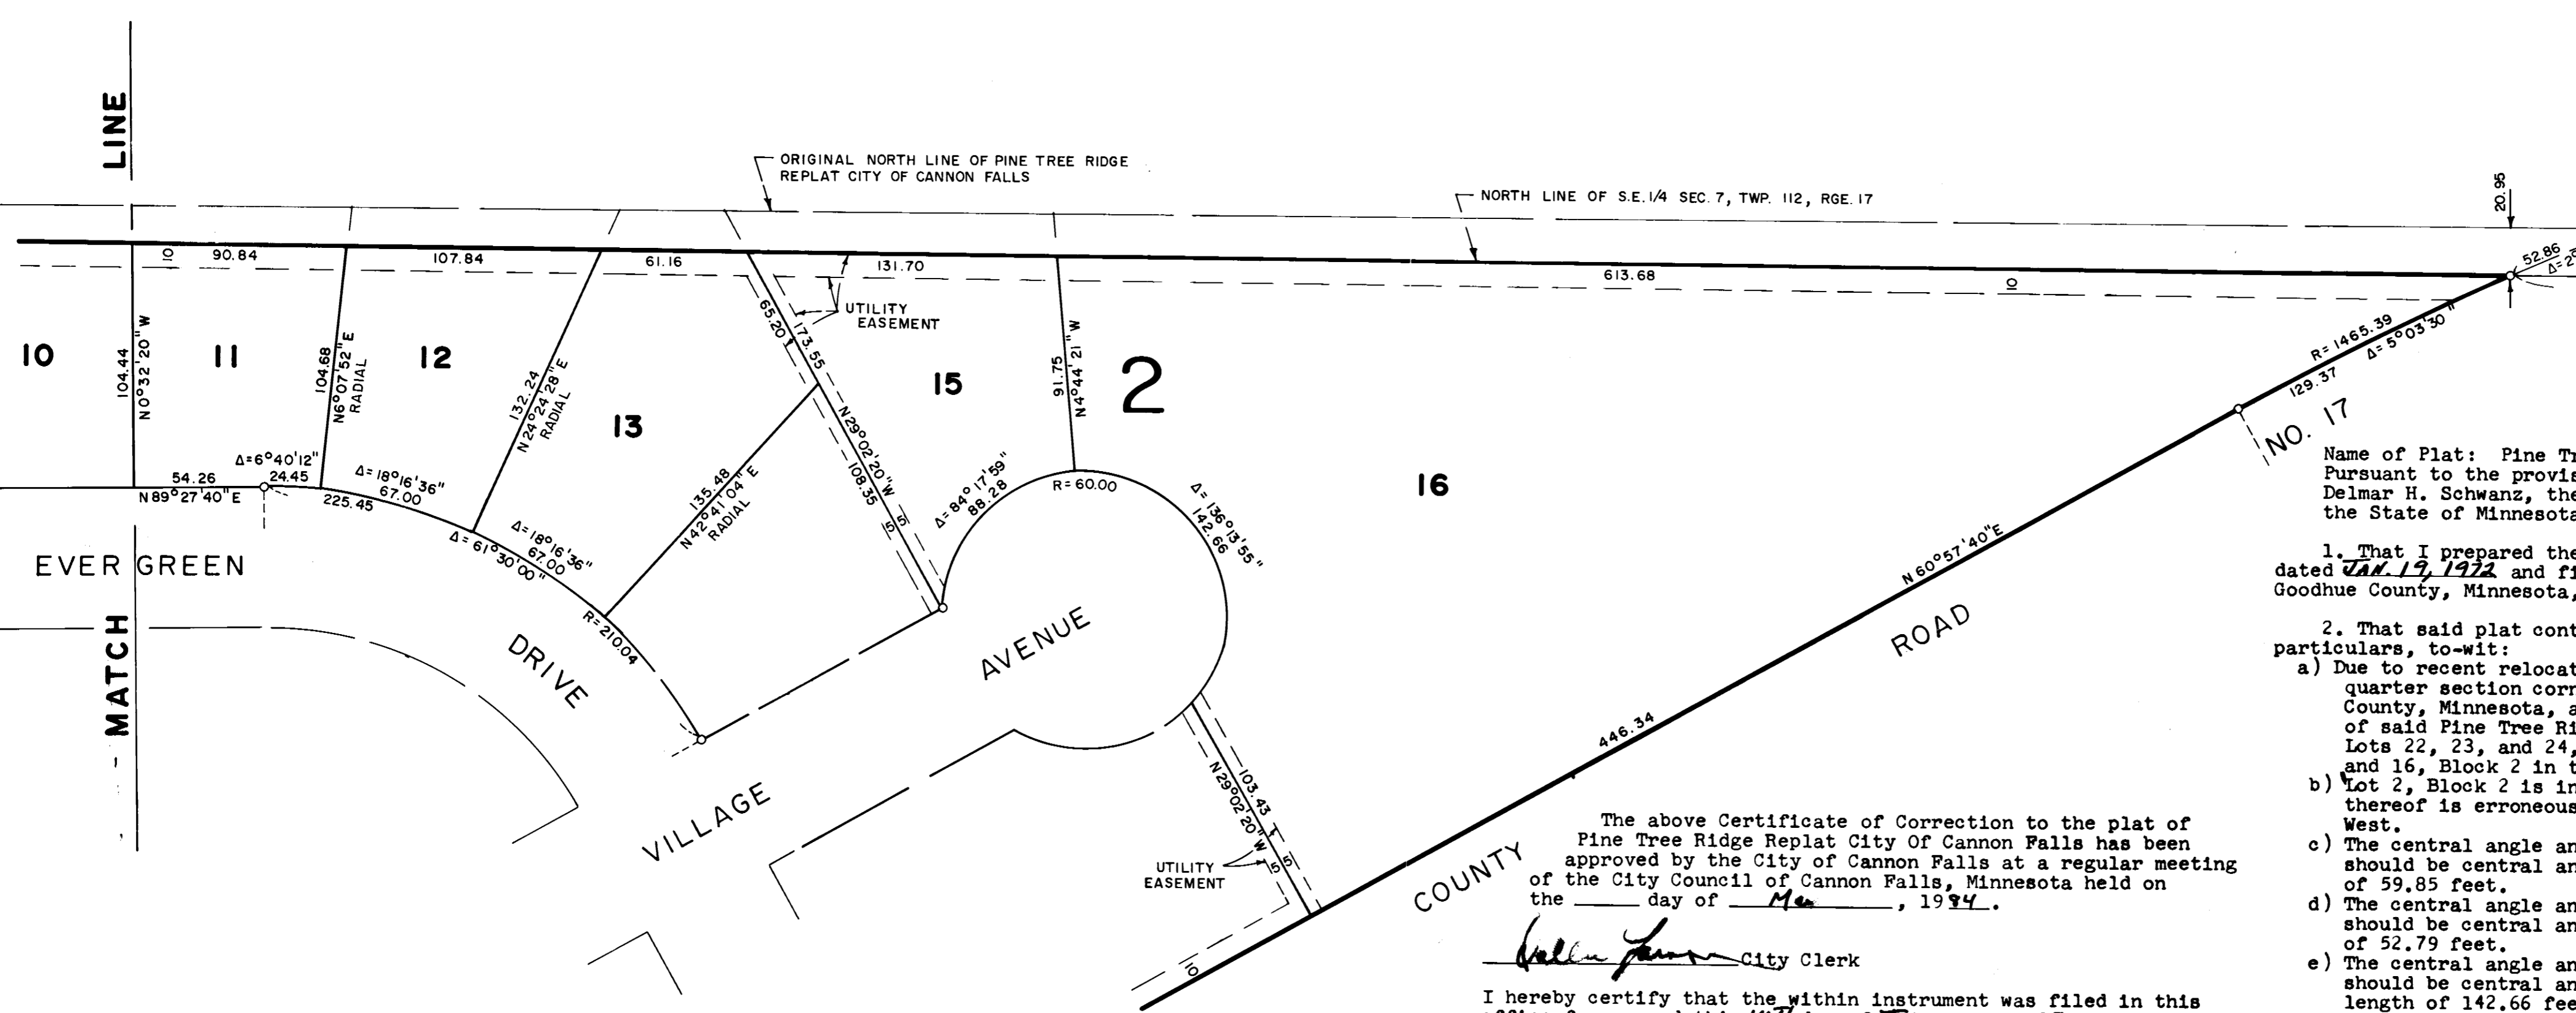 LINE
ORIGINAL NORTH LINE OF PINE TREE RIDGE
REPLAT CITY OF CANNON FALLS
NORTH LINE OF S.E. 1/4 SEC. 7, TWP. 112, RGE. 17
20.95
52.86
10
90.84
107.84
61.16
131.70
613.68
10
UTILITY
EASEMENT
65.20
173.55
10
11
12
13
15
2
16
104.44
N0°32'20"W
104.68
N6°07'52"E
RADIAL
132.24
N24°24'28"E
RADIAL
135.48
N42°41'04"E
RADIAL
N29°02'20"W
108.35
5
5
91.75
N4°44'21"W
R=1465.39
Δ=5°03'30"
129.37
NO. 17
54.26
N89°27'40"E
Δ=6°40'12"
24.45
225.45
Δ=18°16'36"
67.00
Δ=18°16'36"
67.00
Δ=61°30'00"
R=210.04
Δ=84°17'59"
88.28
R=60.00
Δ=136°13'55"
142.66
N60°57'40"E
446.34
EVER GREEN
DRIVE
MATCH
AVENUE
VILLAGE
COUNTY
ROAD
103.43
N29°02'20"W
5
5
UTILITY
EASEMENT
10
Name of Plat: Pine Tr
Pursuant to the provis
Delmar H. Schwanz, the
the State of Minnesota
1. That I prepared the
dated JAN. 19, 1972 and fi
Goodhue County, Minnesota,
2. That said plat cont
particulars, to-wit:
a) Due to recent relocat
quarter section corn
County, Minnesota, a
of said Pine Tree Ri
Lots 22, 23, and 24,
and 16, Block 2 in t
b) Lot 2, Block 2 is in
thereof is erroneous
West.
c) The central angle an
should be central an
of 59.85 feet.
d) The central angle an
should be central an
of 52.79 feet.
e) The central angle an
should be central an
length of 142.66 fee
The above Certificate of Correction to the plat of
Pine Tree Ridge Replat City Of Cannon Falls has been
approved by the City of Cannon Falls at a regular meeting
of the City Council of Cannon Falls, Minnesota held on
the day of , 19
City Clerk
I hereby certify that the within instrument was filed in this